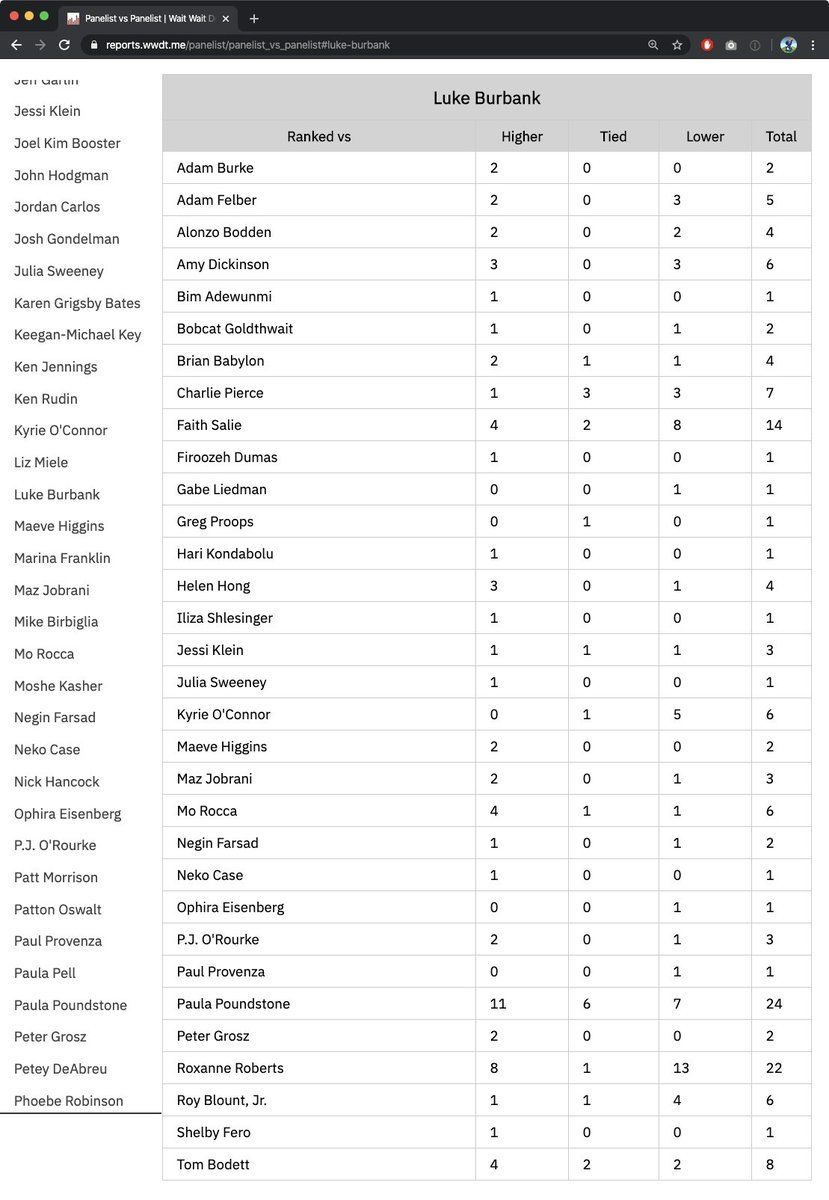 Panelist vs Panelist | Wait Wait D
reports.wwdt.me/panelist/panelist_vs_panelist#luke-burbank
Jen Garlin
Jessi Klein
Joel Kim Booster
John Hodgman
Jordan Carlos
Josh Gondelman
Julia Sweeney
Karen Grigsby Bates
Keegan-Michael Key
Ken Jennings
Ken Rudin
Kyrie O'Connor
Liz Miele
Luke Burbank
Maeve Higgins
Marina Franklin
Maz Jobrani
Mike Birbiglia
Mo Rocca
Moshe Kasher
Negin Farsad
Neko Case
Nick Hancock
Ophira Eisenberg
P.J. O'Rourke
Patt Morrison
Patton Oswalt
Paul Provenza
Paula Pell
Paula Poundstone
Peter Grosz
Petey DeAbreu
Phoebe Robinson
Luke Burbank
Ranked vs Higher Tied Lower Total
Adam Burke 2 0 0 2
Adam Felber 2 0 3 5
Alonzo Bodden 2 0 2 4
Amy Dickinson 3 0 3 6
Bim Adewunmi 1 0 0 1
Bobcat Goldthwait 1 0 1 2
Brian Babylon 2 1 1 4
Charlie Pierce 1 3 3 7
Faith Salie 4 2 8 14
Firoozeh Dumas 1 0 0 1
Gabe Liedman 0 0 1 1
Greg Proops 0 1 0 1
Hari Kondabolu 1 0 0 1
Helen Hong 3 0 1 4
Iliza Shlesinger 1 0 0 1
Jessi Klein 1 1 1 3
Julia Sweeney 1 0 0 1
Kyrie O'Connor 0 1 5 6
Maeve Higgins 2 0 0 2
Maz Jobrani 2 0 1 3
Mo Rocca 4 1 1 6
Negin Farsad 1 0 1 2
Neko Case 1 0 0 1
Ophira Eisenberg 0 0 1 1
P.J. O'Rourke 2 0 1 3
Paul Provenza 0 0 1 1
Paula Poundstone 11 6 7 24
Peter Grosz 2 0 0 2
Roxanne Roberts 8 1 13 22
Roy Blount, Jr. 1 1 4 6
Shelby Fero 1 0 0 1
Tom Bodett 4 2 2 8